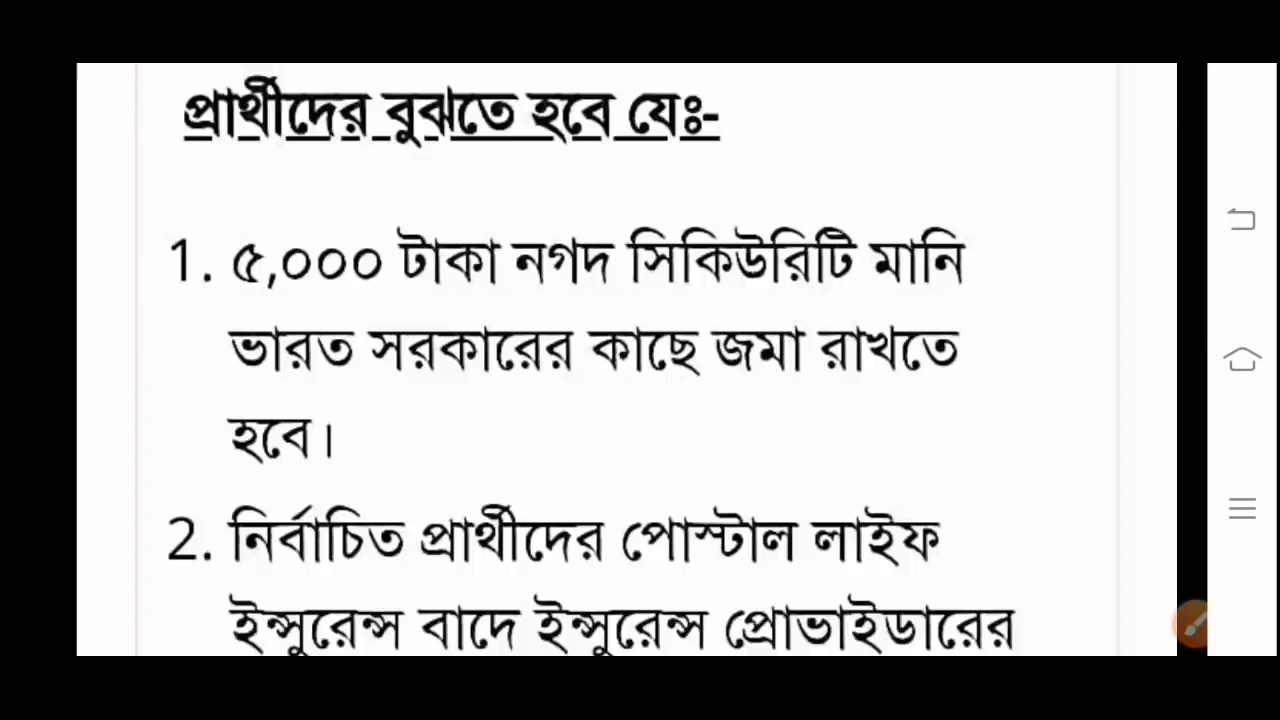 প্রার্থীদের বুঝতে হবে যেঃ-
1. ৫,০০০ টাকা নগদ সিকিউরিটি মানি
ভারত সরকারের কাছে জমা রাখতে
হবে।
2. নির্বাচিত প্রার্থীদের পোস্টাল লাইফ
ইন্সুরেন্স বাদে ইন্সুরেন্স প্রোভাইডারের